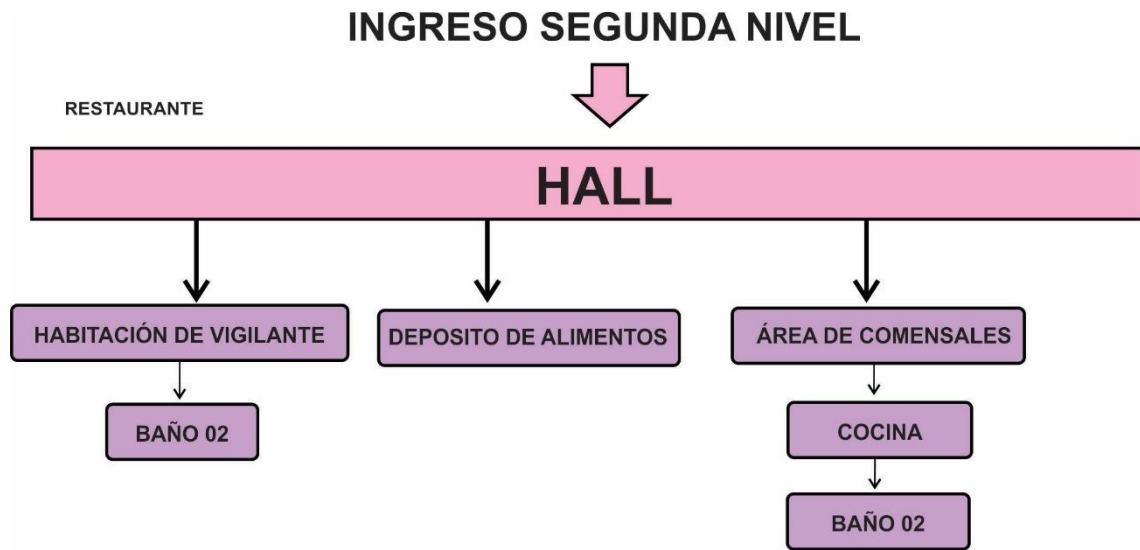 INGRESO SEGUNDA NIVEL
RESTAURANTE
HALL
HABITACIÓN DE VIGILANTE
DEPOSITO DE ALIMENTOS
ÁREA DE COMENSALES
BAÑO 02
COCINA
BAÑO 02